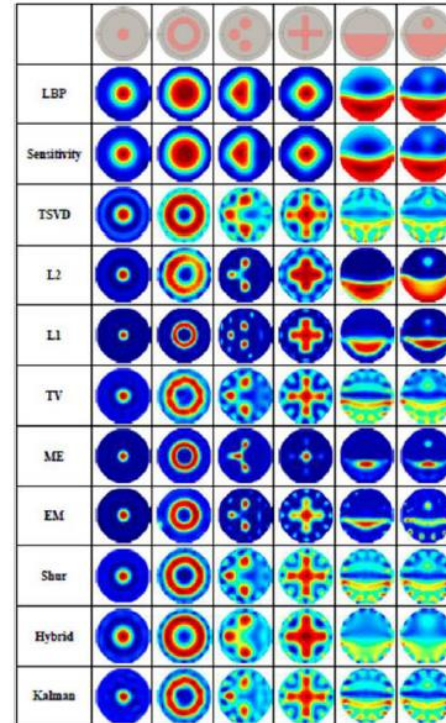 LBP
Sensitivity
TSVD
L2
L1
TV
ME
EM
Shur
Hybrid
Kalman